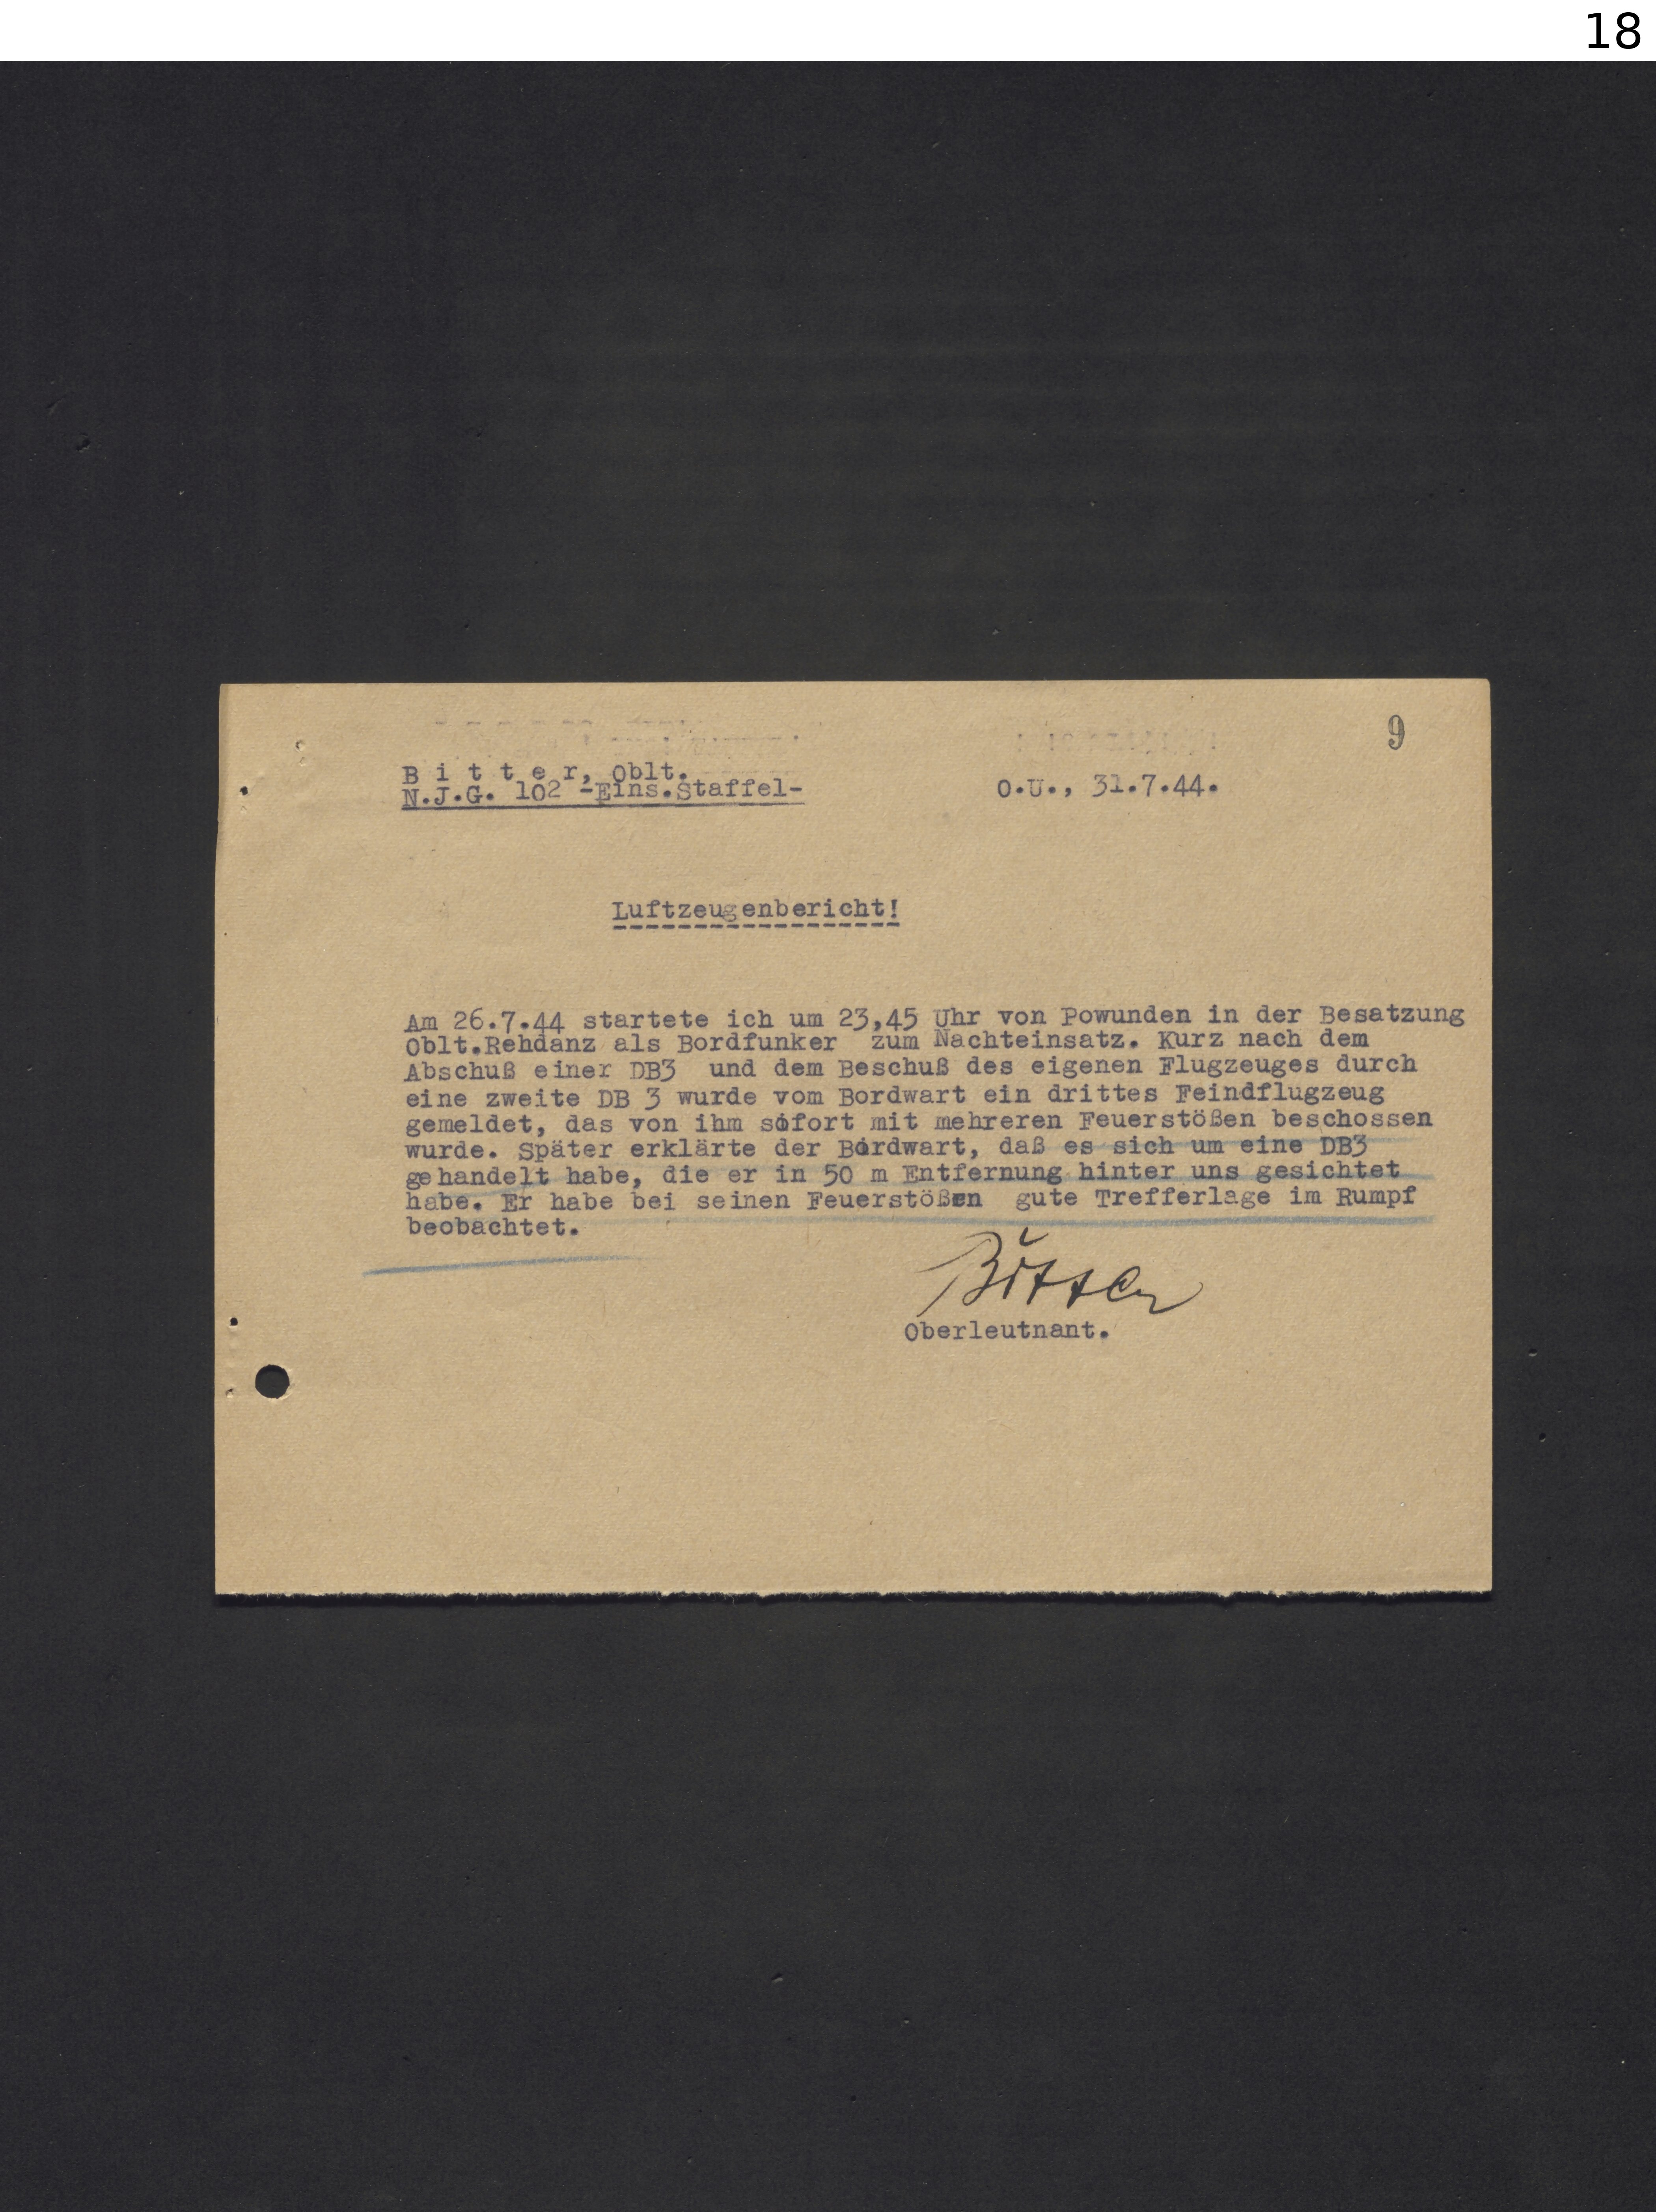 18
9
B i t t e r, Oblt.
N.J.G. 102 -Eins.Staffel-
O.U., 31.7.44.
Luftzeugenbericht!
Am 26.7.44 startete ich um 23,45 Uhr von Powunden in der Besatzung
Oblt.Rehdanz als Bordfunker zum Nachteinsatz. Kurz nach dem
Abschuß einer DB3 und dem Beschuß des eigenen Flugzeuges durch
eine zweite DB 3 wurde vom Bordwart ein drittes Feindflugzeug
gemeldet, das von ihm sofort mit mehreren Feuerstößen beschossen
wurde. Später erklärte der Bordwart, daß es sich um eine DB3
gehandelt habe, die er in 50 m Entfernung hinter uns gesichtet
habe. Er habe bei seinen Feuerstößen gute Trefferlage im Rumpf
beobachtet.
Bitter
Oberleutnant.